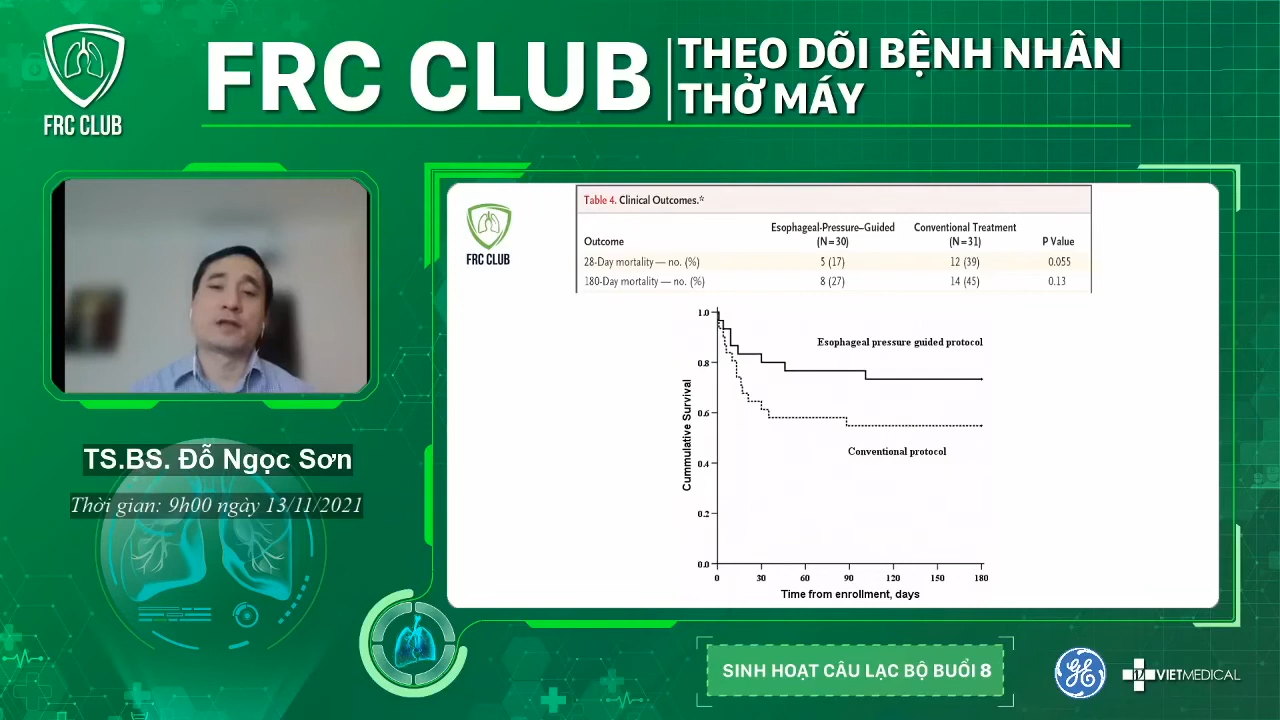 FRC CLUB
FRC CLUB
THEO DÕI BỆNH NHÂN
THỞ MÁY
TS.BS. Đỗ Ngọc Sơn
Thời gian: 9h00 ngày 13/11/2021
FRC CLUB
Table 4. Clinical Outcomes.*
Outcome Esophageal-Pressure–Guided (N=30) Conventional Treatment (N=31) P Value
28-Day mortality — no. (%) 5 (17) 12 (39) 0.055
180-Day mortality — no. (%) 8 (27) 14 (45) 0.13
1.0
0.8
0.6
0.4
0.2
0.0
Cummulative Survival
Esophageal pressure guided protocol
Conventional protocol
0 30 60 90 120 150 180
Time from enrollment, days
SINH HOẠT CÂU LẠC BỘ BUỔI 8
GE
VIETMEDICAL